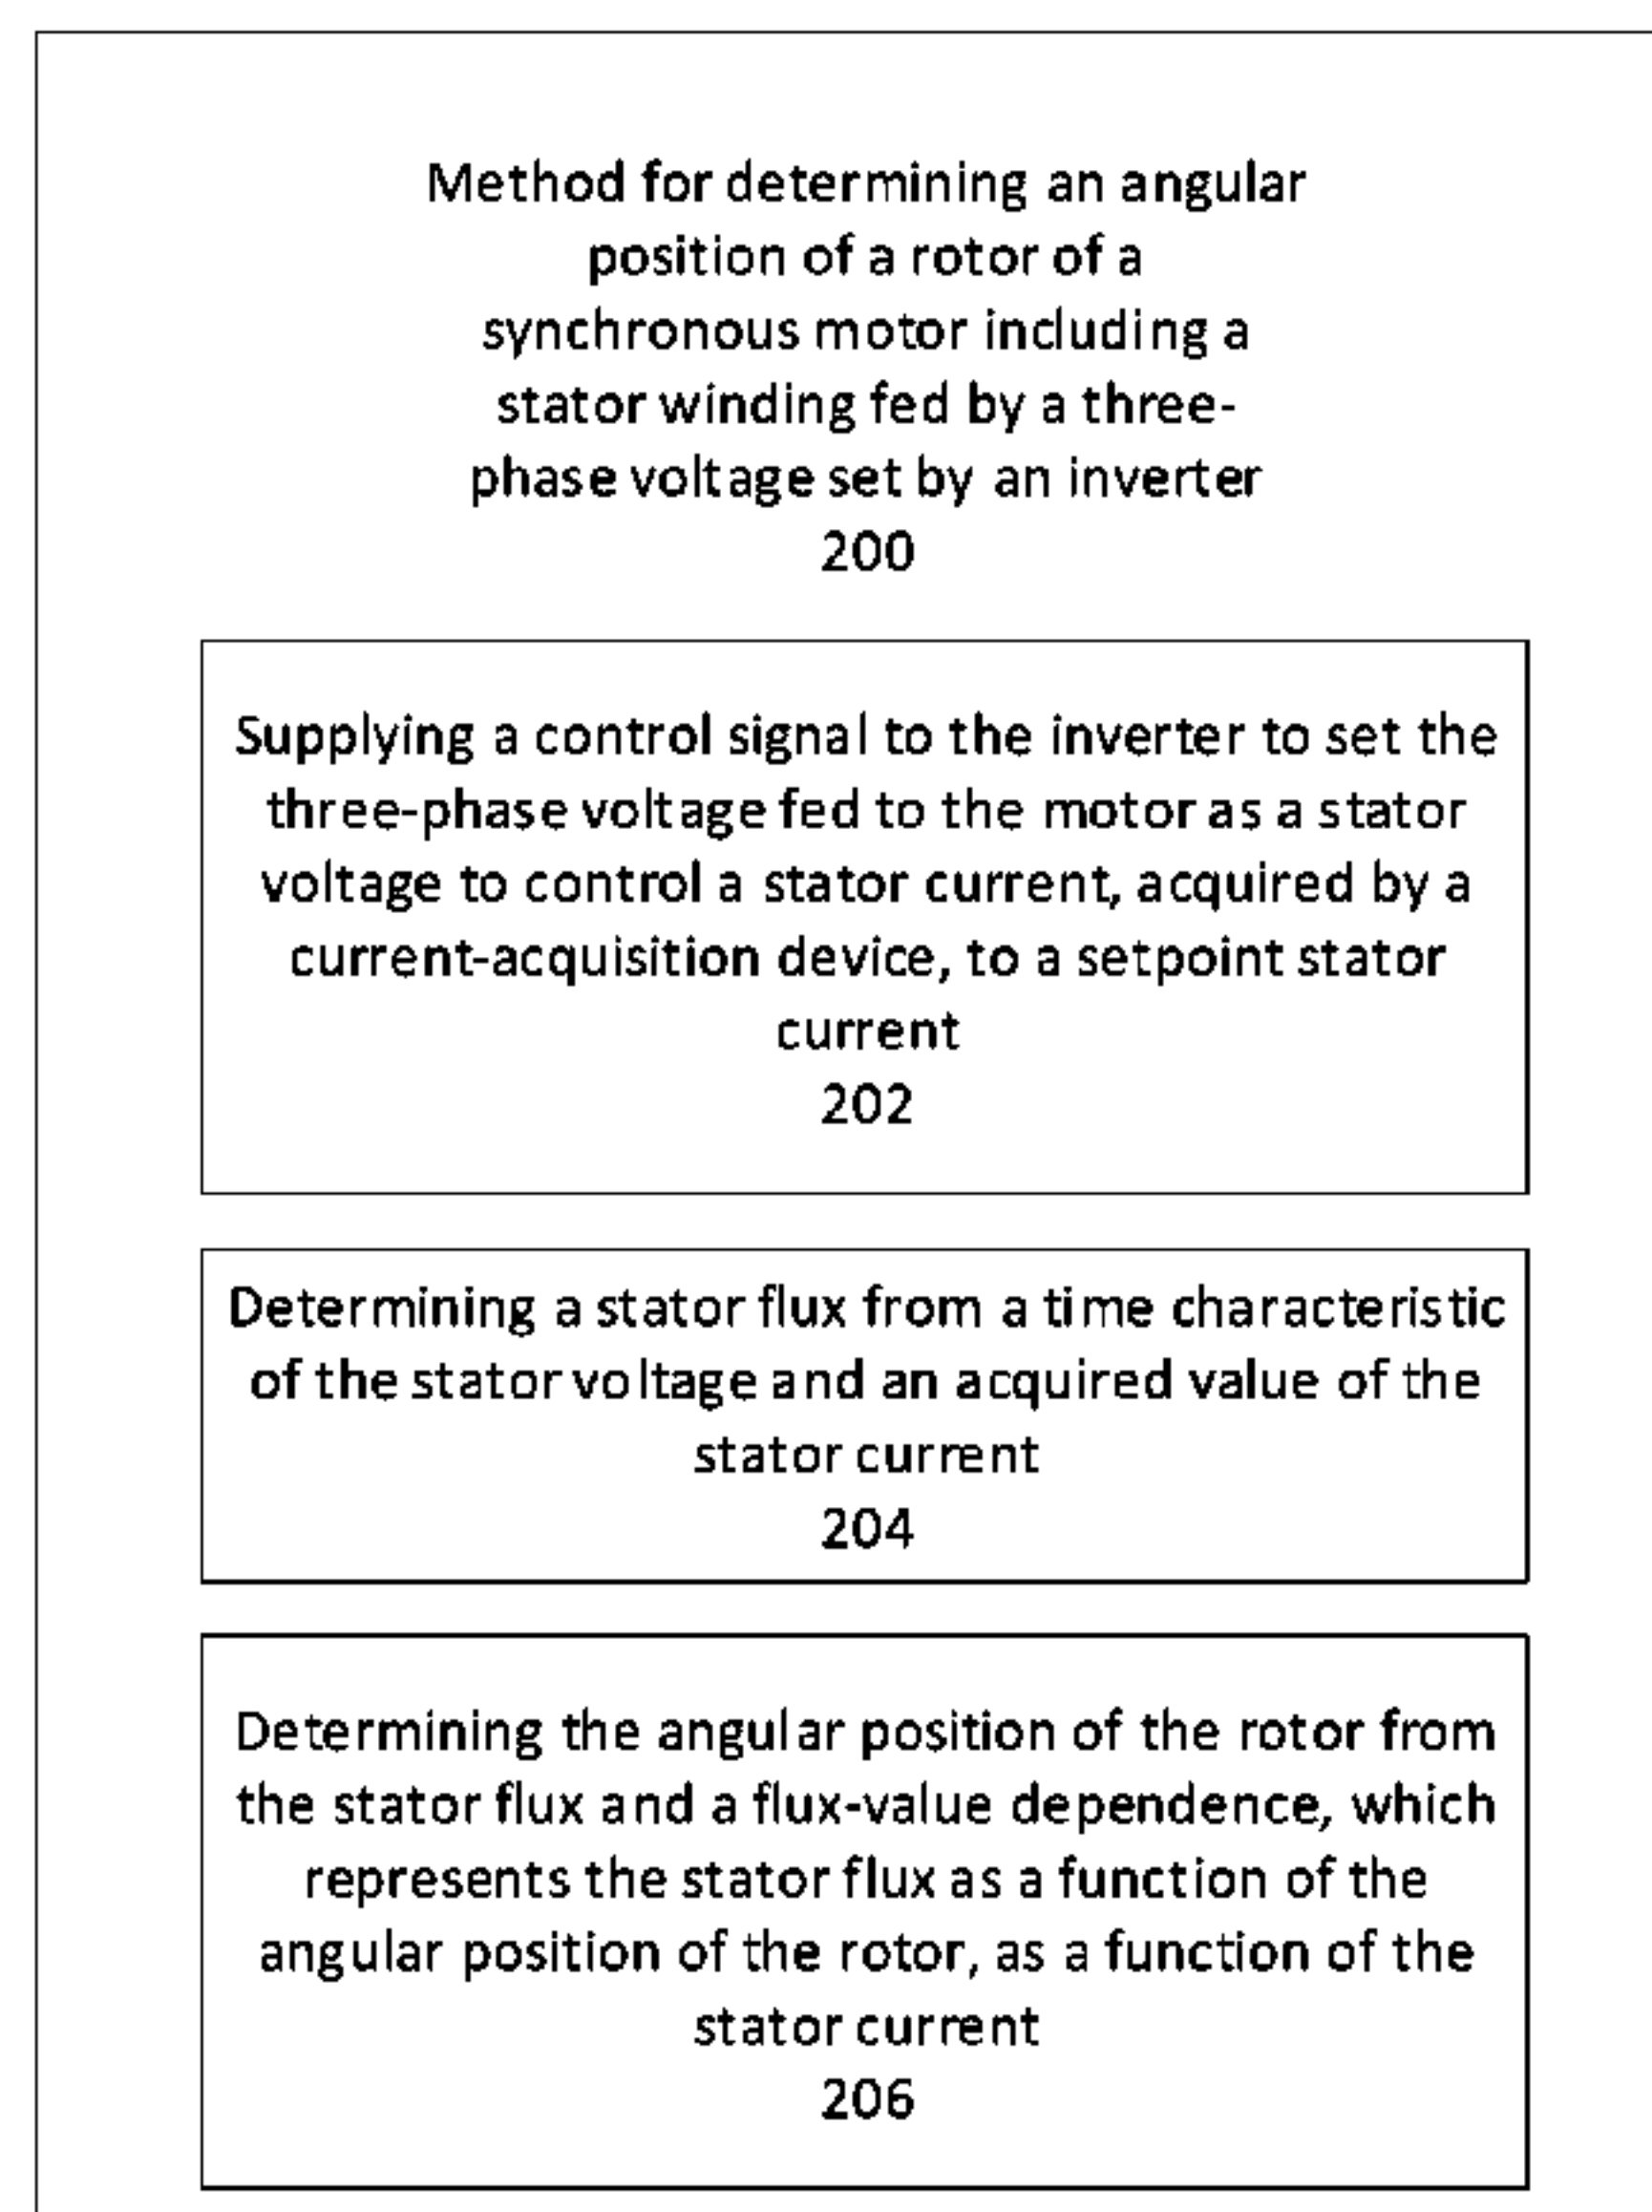 Method for determining an angular
position of a rotor of a
synchronous motor including a
stator winding fed by a three-
phase voltage set by an inverter
200
Supplying a control signal to the inverter to set the
three-phase voltage fed to the motor as a stator
voltage to control a stator current, acquired by a
current-acquisition device, to a setpoint stator
current
202
Determining a stator flux from a time characteristic
of the stator voltage and an acquired value of the
stator current
204
Determining the angular position of the rotor from
the stator flux and a flux-value dependence, which
represents the stator flux as a function of the
angular position of the rotor, as a function of the
stator current
206